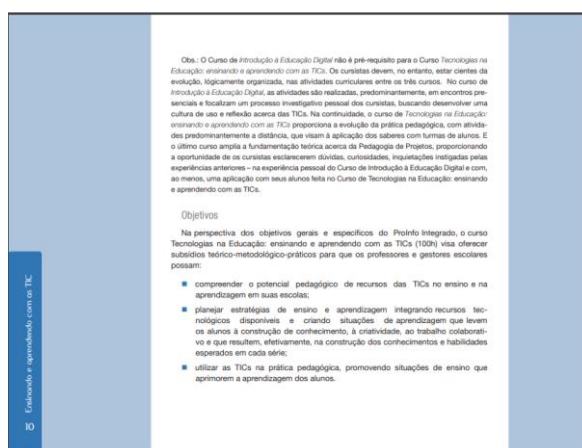 Obs.: O Curso de Introdução à Educação Digital não é pré-requisito para o Curso Tecnologias na
Educação: ensinando e aprendendo com as TICs. Os cursistas devem, no entanto, estar cientes da
evolução, lógicamente organizada, nas atividades curriculares entre os três cursos. No curso de
Introdução à Educação Digital, as atividades são realizadas, predominantemente, em encontros pre-
senciais e focalizam um processo investigativo pessoal dos cursistas, buscando desenvolver uma
cultura de uso e reflexão acerca das TICs. Na continuidade, o curso de Tecnologias na Educação:
ensinando e aprendendo com as TICs proporciona a evolução da prática pedagógica, com ativida-
des predominantemente a distância, que visam à aplicação dos saberes com turmas de alunos. E
o último curso amplia a fundamentação teórica acerca da Pedagogia de Projetos, proporcionando
a oportunidade de os cursistas esclarecerem dúvidas, curiosidades, inquietações instigadas pelas
experiências anteriores – na experiência pessoal do Curso de Introdução à Educação Digital e com,
ao menos, uma aplicação com seus alunos feita no Curso de Tecnologias na Educação: ensinando
e aprendendo com as TICs.
Objetivos
Na perspectiva dos objetivos gerais e específicos do ProInfo Integrado, o curso
Tecnologias na Educação: ensinando e aprendendo com as TICs (100h) visa oferecer
subsídios teórico-metodológico-práticos para que os professores e gestores escolares
possam:
compreender o potencial pedagógico de recursos das TICs no ensino e na
aprendizagem em suas escolas;
planejar estratégias de ensino e aprendizagem integrando recursos tec-
nológicos disponíveis e criando situações de aprendizagem que levem
os alunos à construção de conhecimento, à criatividade, ao trabalho colaborati-
vo e que resultem, efetivamente, na construção dos conhecimentos e habilidades
esperados em cada série;
utilizar as TICs na prática pedagógica, promovendo situações de ensino que
aprimorem a aprendizagem dos alunos.
Ensinando e aprendendo com as TIC
10